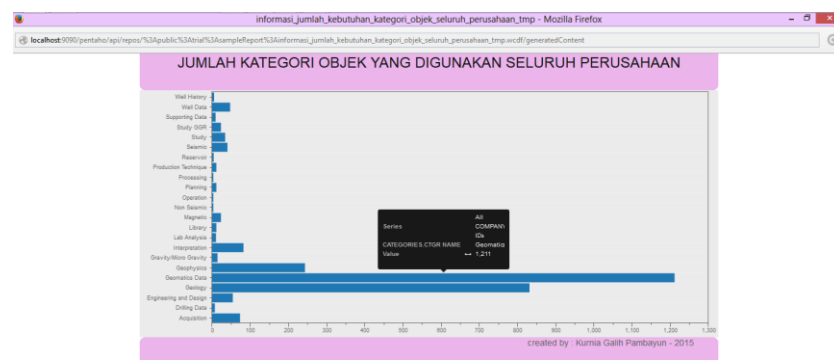 informasi_jumlah_kebutuhan_kategori_objek_seluruh_perusahaan_tmp - Mozilla Firefox
localhost:9090/pentaho/api/repos/%3Apublic%3Atrial%3AsampleReport%3Ainformasi_jumlah_kebutuhan_kategori_objek_seluruh_perusahaan_tmp.wcdf/generatedContent
JUMLAH KATEGORI OBJEK YANG DIGUNAKAN SELURUH PERUSAHAAN
Well History
Well Data
Supporting Data
Study GGR
Study
Seismic
Reservoir
Production Technique
Processing
Planning
Operation
Non Seismic
Magnetic
Library
Lab Analysis
Interpretation
Gravity/Micro Gravity
Geophysics
Geomatics Data
Geology
Engineering and Design
Drilling Data
Acquisition
All
Series COMPANY
IDs
CATEGORIES.CTGR NAME Geomatics
Value ↔ 1,211
0 100 200 300 400 500 600 700 800 900 1,000 1,100 1,200 1,300
created by : Kurnia Galih Pambayun - 2015